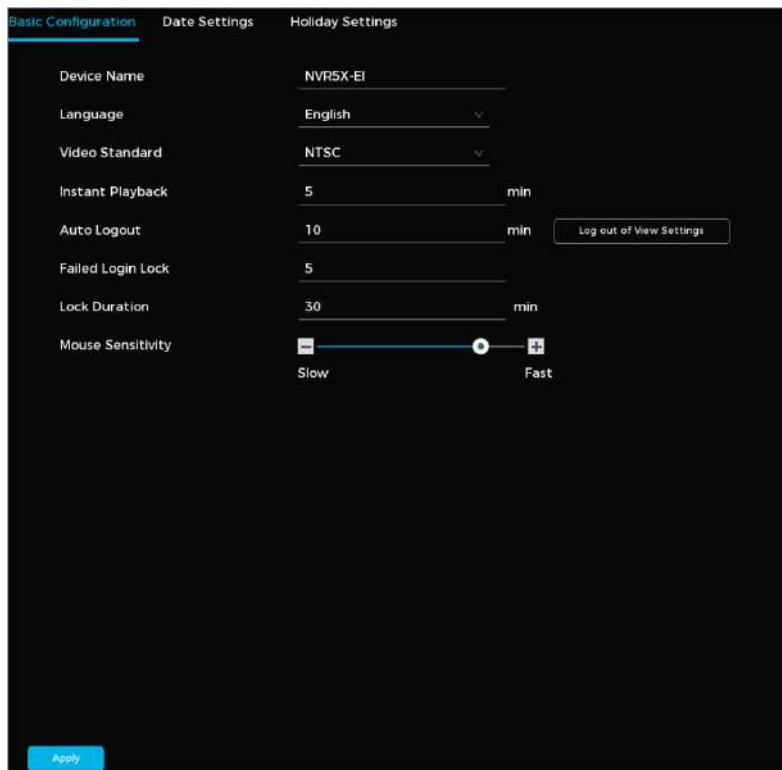 Basic Configuration Date Settings Holiday Settings
Device Name NVR5X-EI
Language English
Video Standard NTSC
Instant Playback 5 min
Auto Logout 10 min Log out of View Settings
Failed Login Lock 5
Lock Duration 30 min
Mouse Sensitivity
Slow Fast
Apply